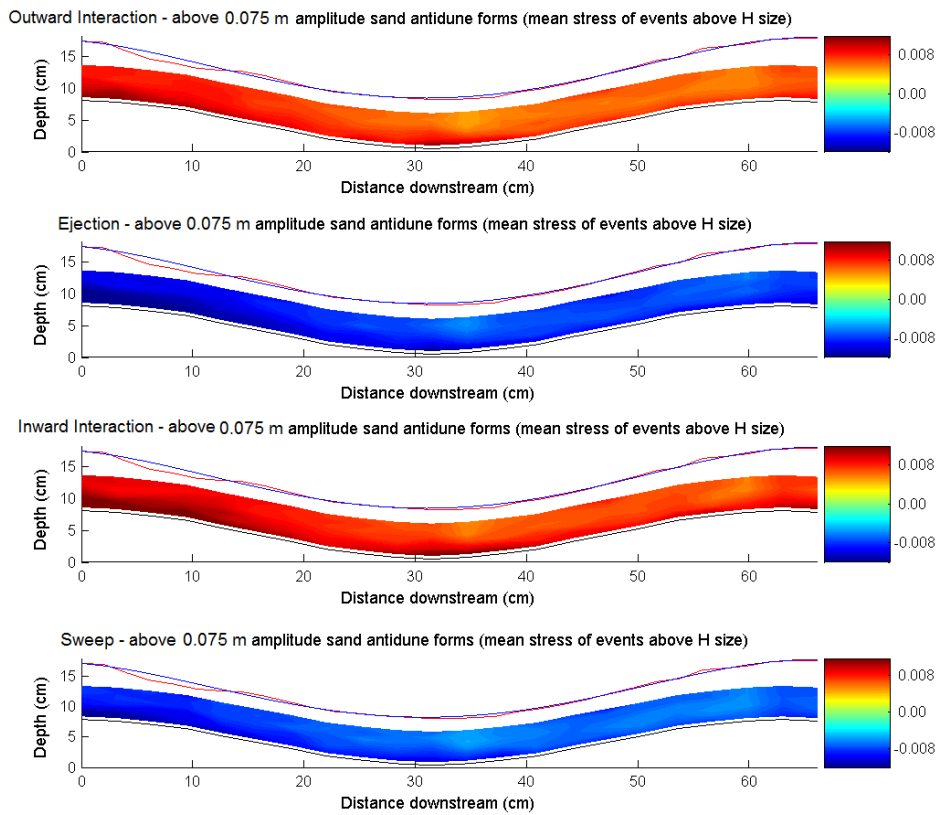 Outward Interaction - above 0.075 m amplitude sand antidune forms (mean stress of events above H size)
15
10
5
0
Depth (cm)
0 10 20 30 40 50 60
Distance downstream (cm)
0.008
0.00
-0.008
Ejection - above 0.075 m amplitude sand antidune forms (mean stress of events above H size)
15
10
5
0
Depth (cm)
0 10 20 30 40 50 60
Distance downstream (cm)
0.008
0.00
-0.008
Inward Interaction - above 0.075 m amplitude sand antidune forms (mean stress of events above H size)
15
10
5
0
Depth (cm)
0 10 20 30 40 50 60
Distance downstream (cm)
0.008
0.00
-0.008
Sweep - above 0.075 m amplitude sand antidune forms (mean stress of events above H size)
15
10
5
0
Depth (cm)
0 10 20 30 40 50 60
Distance downstream (cm)
0.008
0.00
-0.008